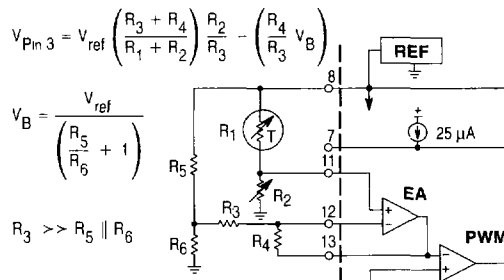 V_Pin 3 = V_ref ( (R_3 + R_4) / (R_1 + R_2) ) R_2 / R_3 − ( R_4 / R_3 V_B )
V_B = V_ref / ( R_5 / R_6 + 1 )
R_3 >> R_5 || R_6
REF
8
R_1
T
7
25 μA
11
R_5
R_2
EA
R_3
12
R_6
R_4
13
PWM